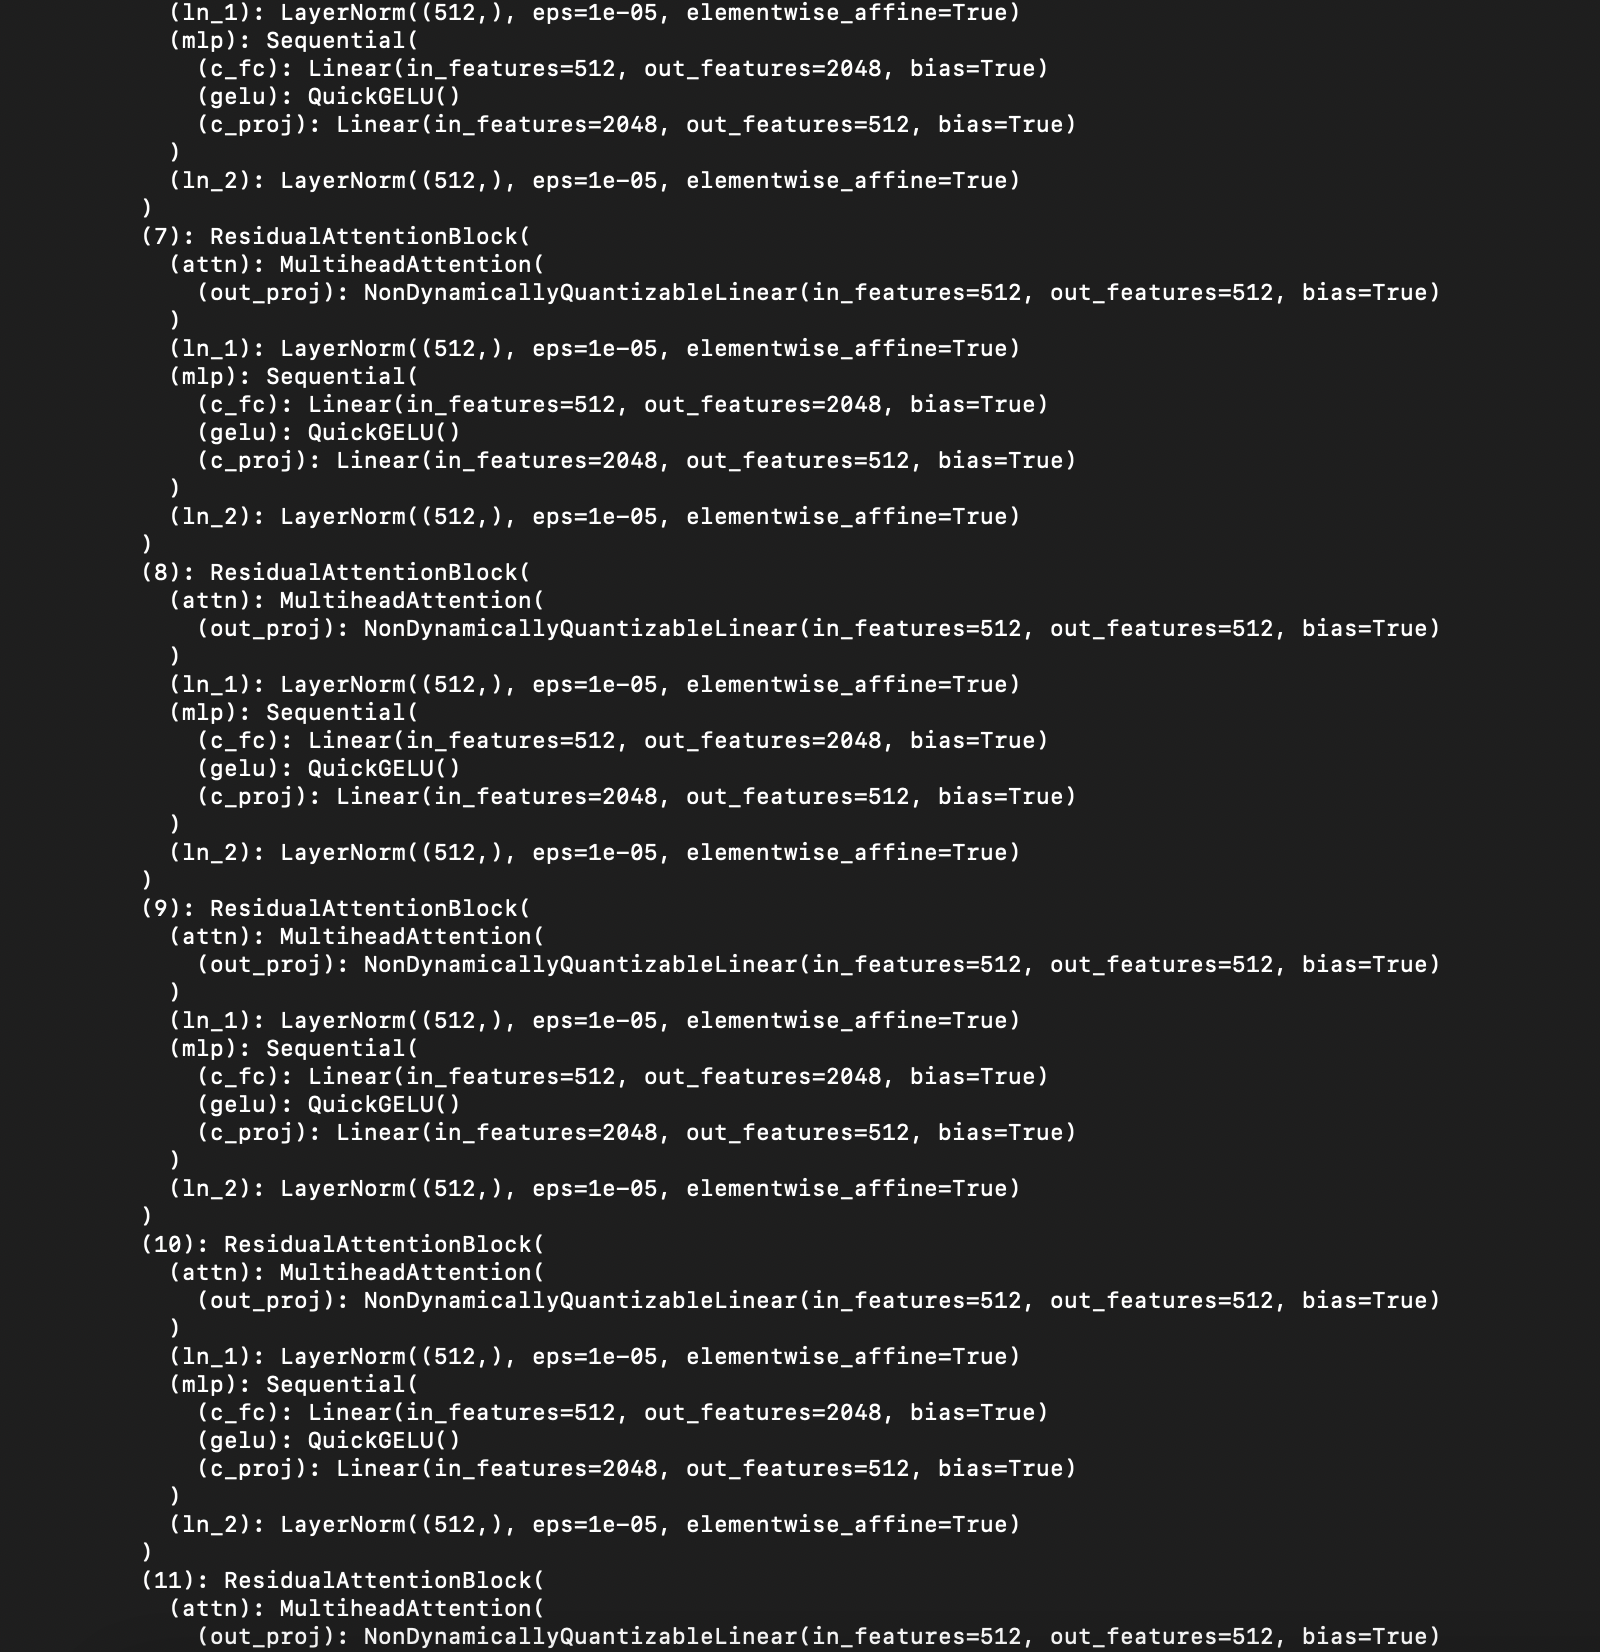 (ln_1): LayerNorm((512,), eps=1e-05, elementwise_affine=True)
(mlp): Sequential(
(c_fc): Linear(in_features=512, out_features=2048, bias=True)
(gelu): QuickGELU()
(c_proj): Linear(in_features=2048, out_features=512, bias=True)
)
(ln_2): LayerNorm((512,), eps=1e-05, elementwise_affine=True)
)
(7): ResidualAttentionBlock(
(attn): MultiheadAttention(
(out_proj): NonDynamicallyQuantizableLinear(in_features=512, out_features=512, bias=True)
)
(ln_1): LayerNorm((512,), eps=1e-05, elementwise_affine=True)
(mlp): Sequential(
(c_fc): Linear(in_features=512, out_features=2048, bias=True)
(gelu): QuickGELU()
(c_proj): Linear(in_features=2048, out_features=512, bias=True)
)
(ln_2): LayerNorm((512,), eps=1e-05, elementwise_affine=True)
)
(8): ResidualAttentionBlock(
(attn): MultiheadAttention(
(out_proj): NonDynamicallyQuantizableLinear(in_features=512, out_features=512, bias=True)
)
(ln_1): LayerNorm((512,), eps=1e-05, elementwise_affine=True)
(mlp): Sequential(
(c_fc): Linear(in_features=512, out_features=2048, bias=True)
(gelu): QuickGELU()
(c_proj): Linear(in_features=2048, out_features=512, bias=True)
)
(ln_2): LayerNorm((512,), eps=1e-05, elementwise_affine=True)
)
(9): ResidualAttentionBlock(
(attn): MultiheadAttention(
(out_proj): NonDynamicallyQuantizableLinear(in_features=512, out_features=512, bias=True)
)
(ln_1): LayerNorm((512,), eps=1e-05, elementwise_affine=True)
(mlp): Sequential(
(c_fc): Linear(in_features=512, out_features=2048, bias=True)
(gelu): QuickGELU()
(c_proj): Linear(in_features=2048, out_features=512, bias=True)
)
(ln_2): LayerNorm((512,), eps=1e-05, elementwise_affine=True)
)
(10): ResidualAttentionBlock(
(attn): MultiheadAttention(
(out_proj): NonDynamicallyQuantizableLinear(in_features=512, out_features=512, bias=True)
)
(ln_1): LayerNorm((512,), eps=1e-05, elementwise_affine=True)
(mlp): Sequential(
(c_fc): Linear(in_features=512, out_features=2048, bias=True)
(gelu): QuickGELU()
(c_proj): Linear(in_features=2048, out_features=512, bias=True)
)
(ln_2): LayerNorm((512,), eps=1e-05, elementwise_affine=True)
)
(11): ResidualAttentionBlock(
(attn): MultiheadAttention(
(out_proj): NonDynamicallyQuantizableLinear(in_features=512, out_features=512, bias=True)